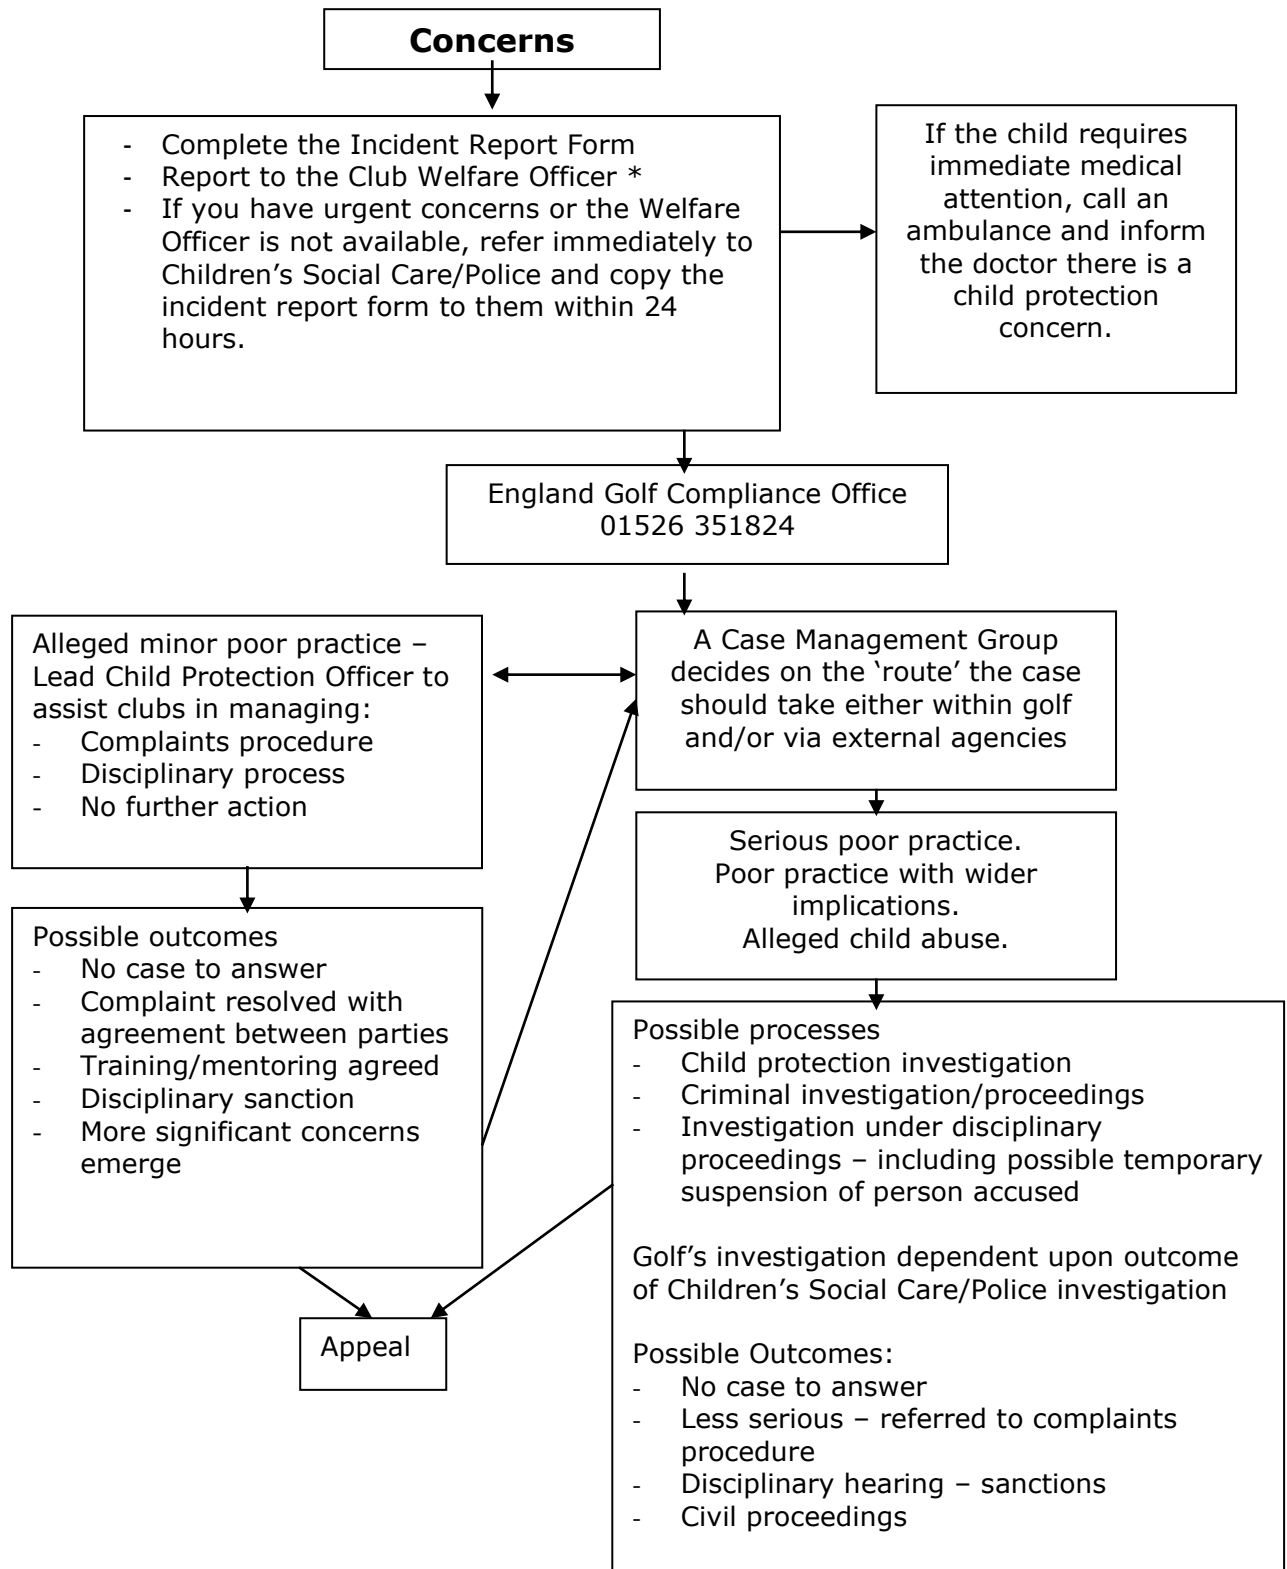 Concerns
- Complete the Incident Report Form
- Report to the Club Welfare Officer *
- If you have urgent concerns or the Welfare
Officer is not available, refer immediately to
Children’s Social Care/Police and copy the
incident report form to them within 24
hours.
If the child requires
immediate medical
attention, call an
ambulance and inform
the doctor there is a
child protection
concern.
England Golf Compliance Office
01526 351824
Alleged minor poor practice –
Lead Child Protection Officer to
assist clubs in managing:
- Complaints procedure
- Disciplinary process
- No further action
A Case Management Group
decides on the ‘route’ the case
should take either within golf
and/or via external agencies
Serious poor practice.
Poor practice with wider
implications.
Alleged child abuse.
Possible outcomes
- No case to answer
- Complaint resolved with
agreement between parties
- Training/mentoring agreed
- Disciplinary sanction
- More significant concerns
emerge
Possible processes
- Child protection investigation
- Criminal investigation/proceedings
- Investigation under disciplinary
proceedings – including possible temporary
suspension of person accused
Golf’s investigation dependent upon outcome
of Children’s Social Care/Police investigation
Possible Outcomes:
- No case to answer
- Less serious – referred to complaints
procedure
- Disciplinary hearing – sanctions
- Civil proceedings
Appeal